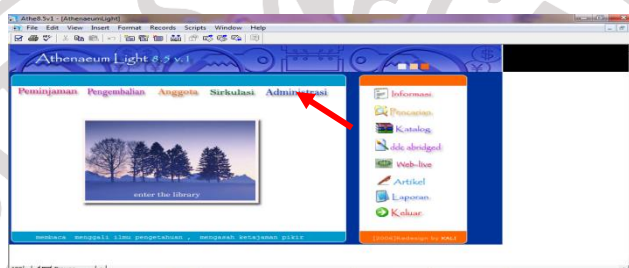 Athe8.5v1 - [AthenaeumLight]
File Edit View Insert Format Records Scripts Window Help
Athenaeum Light 8.5 v.1
Peminjaman Pengembalian Anggota Sirkulasi Administrasi
enter the library
membaca menggali ilmu pengetahuan , mengasah ketajaman pikir
Informasi
Pencarian
Katalog
ddc abridged
Web-live
Artikel
Laporan
Keluar